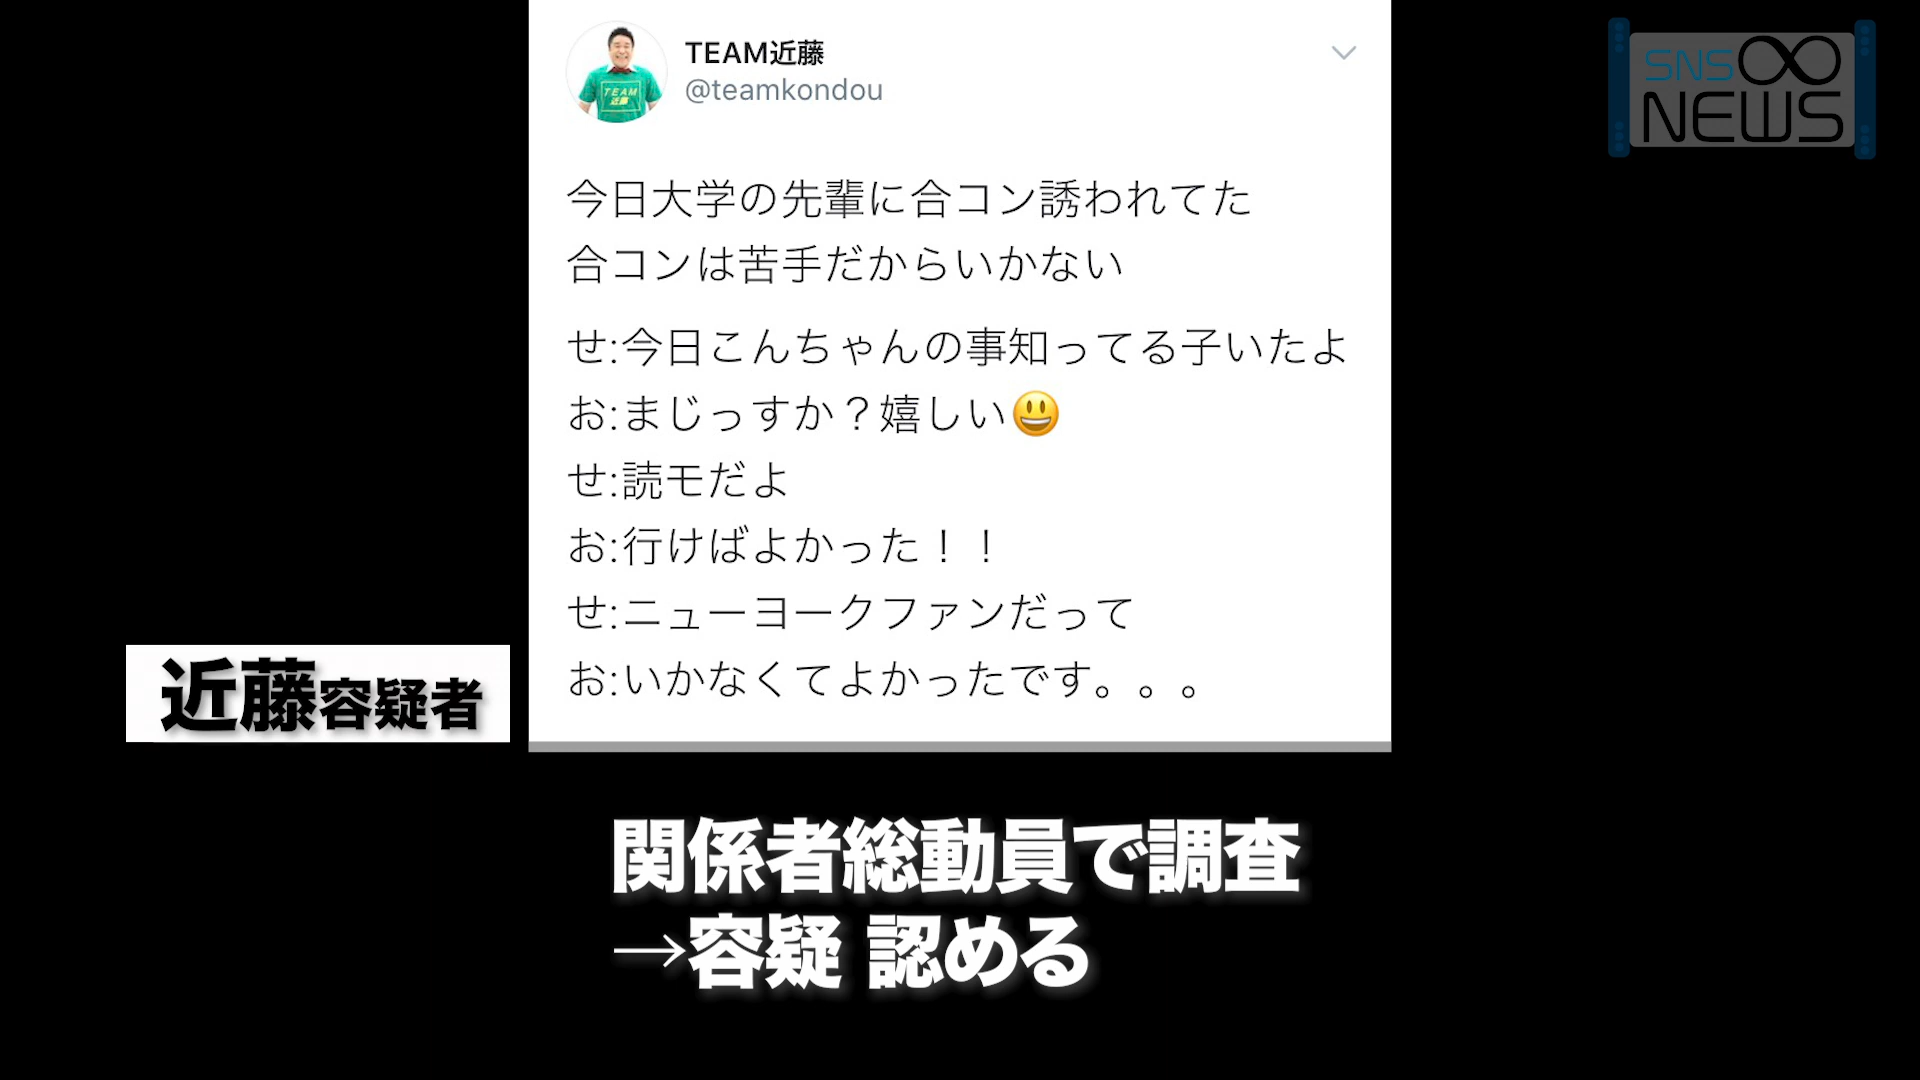 TEAM近藤
@teamkondou
SNS
NEWS
TEAM
近藤
今日大学の先輩に合コン誘われてた
合コンは苦手だからいかない
せ:今日こんちゃんの事知ってる子いたよ
お:まじっすか？嬉しい😃
せ:読モだよ
お:行けばよかった！！
せ:ニューヨークファンだって
お:いかなくてよかったです。。。
近藤容疑者
関係者総動員で調査
→容疑 認める